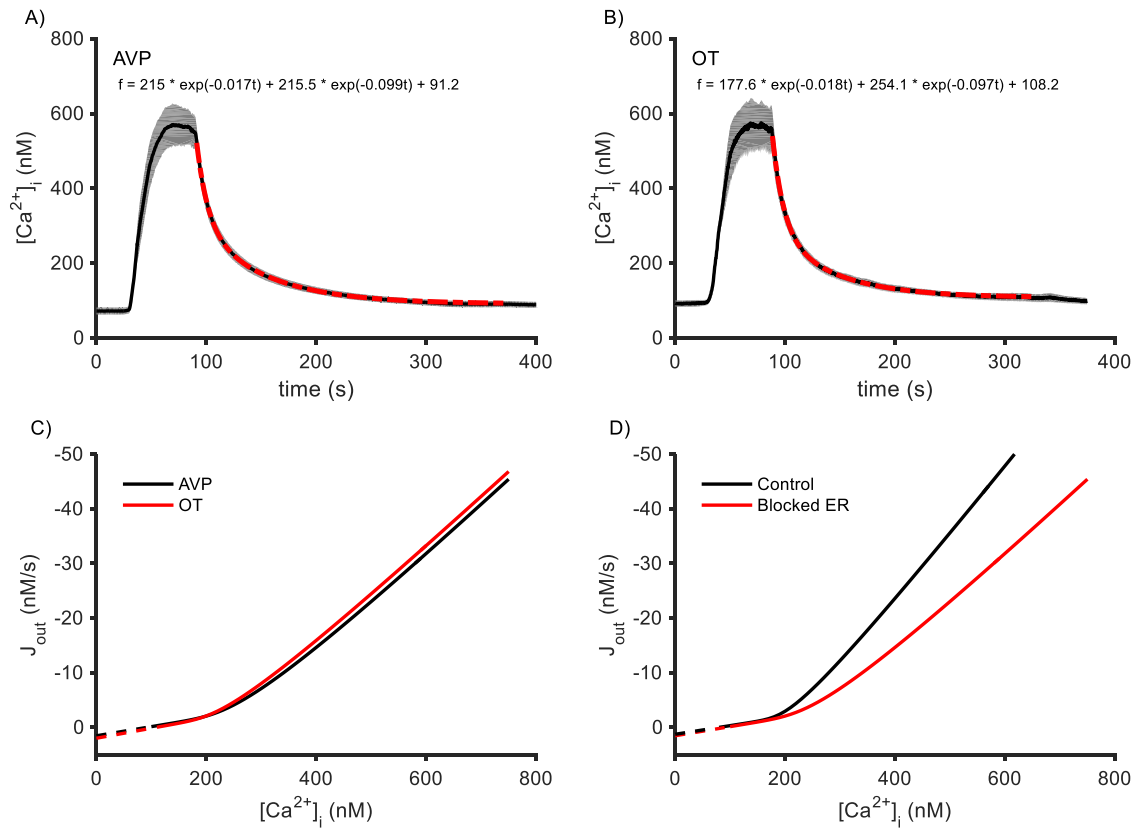 A)
AVP
f = 215 * exp(-0.017t) + 215.5 * exp(-0.099t) + 91.2
[Ca2+]i (nM)
800
600
400
200
0
0 100 200 300 400
time (s)
B)
OT
f = 177.6 * exp(-0.018t) + 254.1 * exp(-0.097t) + 108.2
[Ca2+]i (nM)
800
600
400
200
0
0 100 200 300 400
time (s)
C)
AVP
OT
Jout (nM/s)
-50
-40
-30
-20
-10
0
0 200 400 600 800
[Ca2+]i (nM)
D)
Control
Blocked ER
Jout (nM/s)
-50
-40
-30
-20
-10
0
0 200 400 600 800
[Ca2+]i (nM)